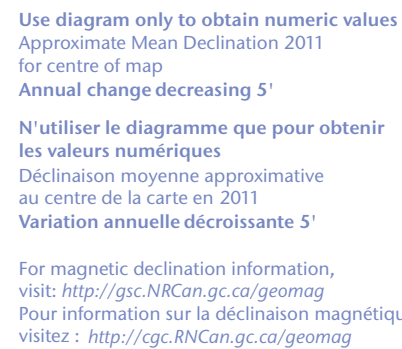 Use diagram only to obtain numeric values
Approximate Mean Declination 2011
for centre of map
Annual change decreasing 5'
N'utiliser le diagramme que pour obtenir
les valeurs numériques
Déclinaison moyenne approximative
au centre de la carte en 2011
Variation annuelle décroissante 5'
For magnetic declination information,
visit: http://gsc.NRCan.gc.ca/geomag
Pour information sur la déclinaison magnétiqu
visitez : http://cgc.RNCan.gc.ca/geomag